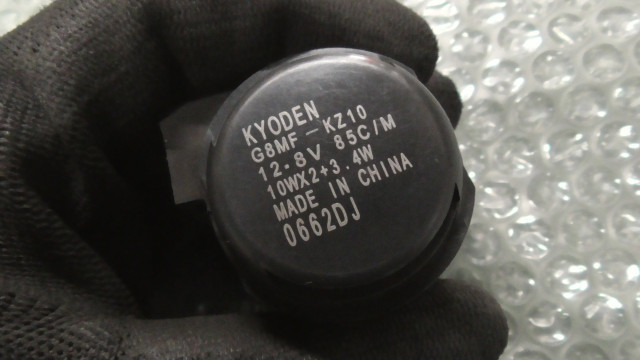 KYODEN
G8MF-KZ10
12.8V 85C/M
10WX2+3.4W
MADE IN CHINA
0662DJ